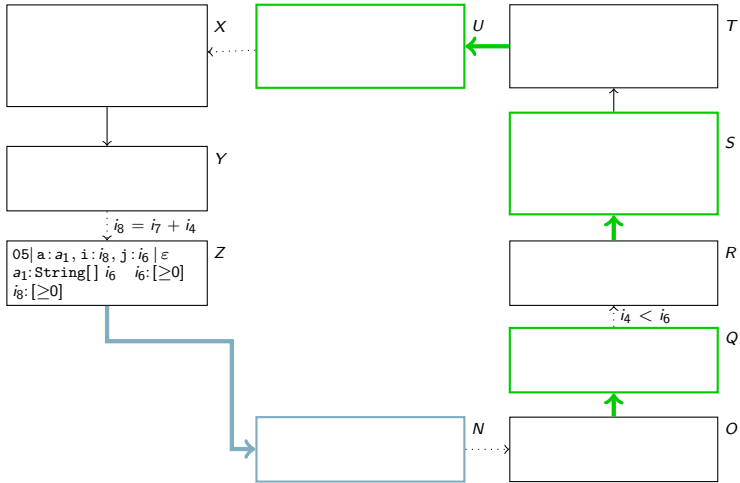 X
U
T
S
Y
i₈ = i₇ + i₄
05| a:a₁, i:i₈, j:i₆ | ε
a₁:String[ ] i₆ i₆:[≥0]
i₈:[≥0]
Z
R
i₄ < i₆
Q
N
O